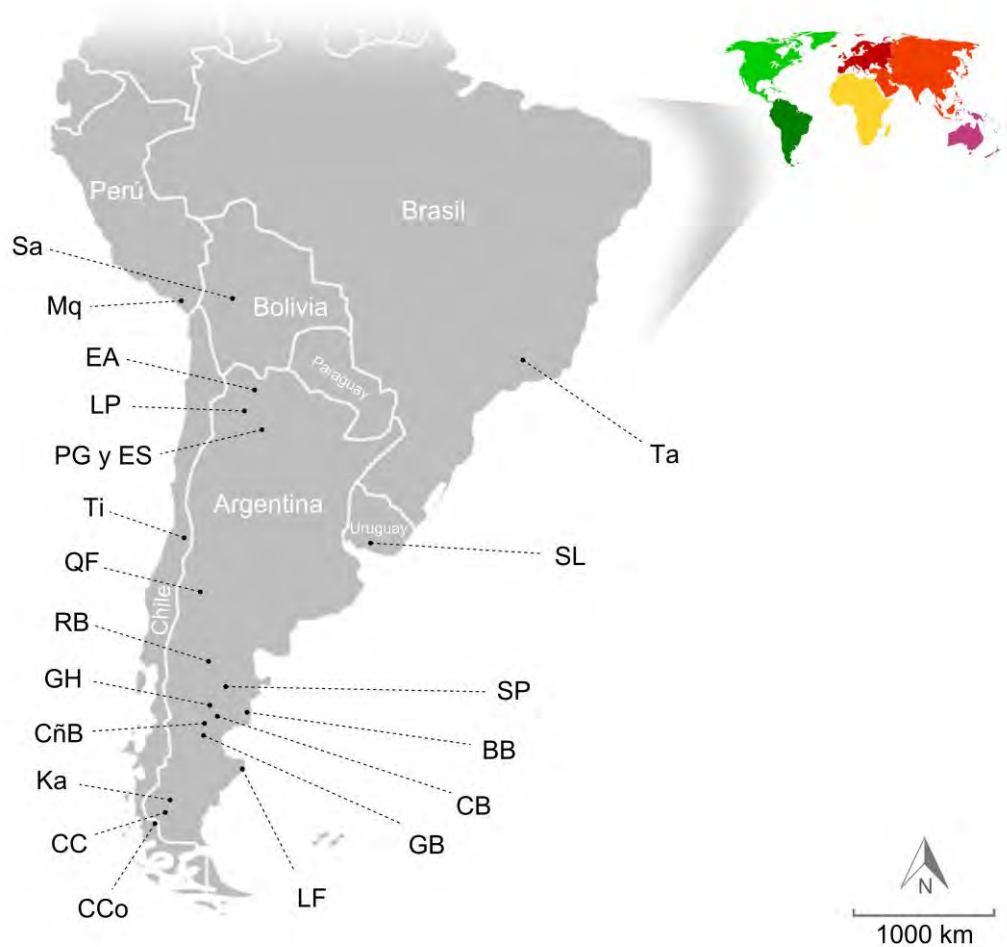 Perú
Brasil
Sa
Bolivia
Mq
EA
Paraguay
LP
PG y ES
Ta
Argentina
Ti
Uruguay
SL
QF
Chile
RB
GH
SP
CñB
BB
Ka
CB
CC
GB
LF
CCo
N
1000 km